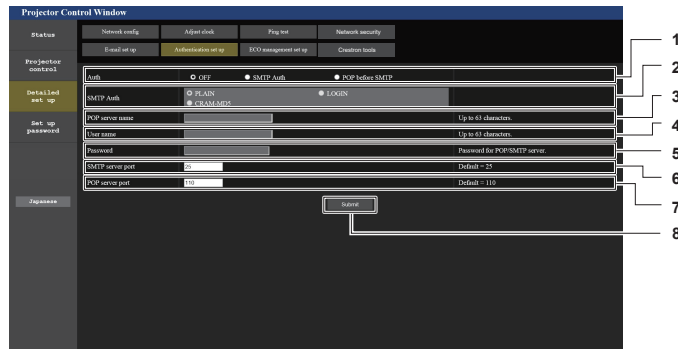 Projector Control Window
Status
Network config
Adjust clock
Ping test
Network security
E-mail set up
Authentication set up
ECO management set up
Crestron tools
Projector control
Detailed set up
Set up password
Japanese
Auth OFF SMTP Auth POP before SMTP
SMTP Auth PLAIN LOGIN
CRAM-MD5
POP server name Up to 63 characters.
User name Up to 63 characters.
Password Password for POP/SMTP server.
SMTP server port 25 Default = 25
POP server port 110 Default = 110
Submit
1
2
3
4
5
6
7
8